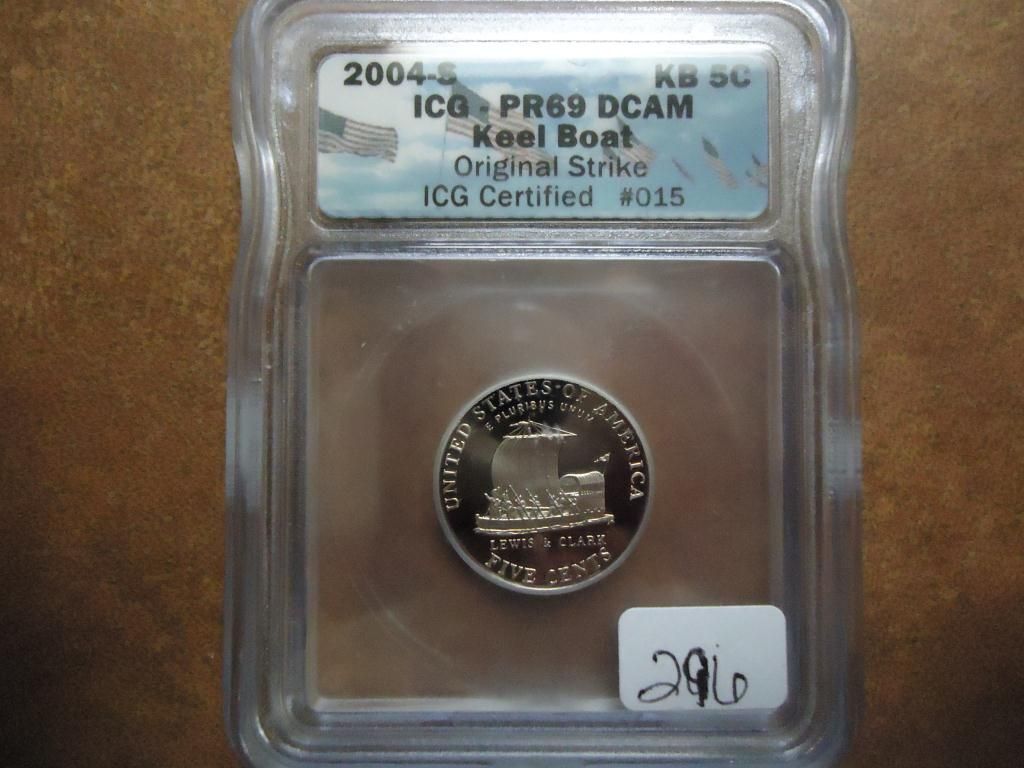 2004-S KB 5C
ICG - PR69 DCAM
Keel Boat
Original Strike
ICG Certified #015
UNITED STATES OF AMERICA
E PLURIBUS UNUM
LEWIS & CLARK
FIVE CENTS